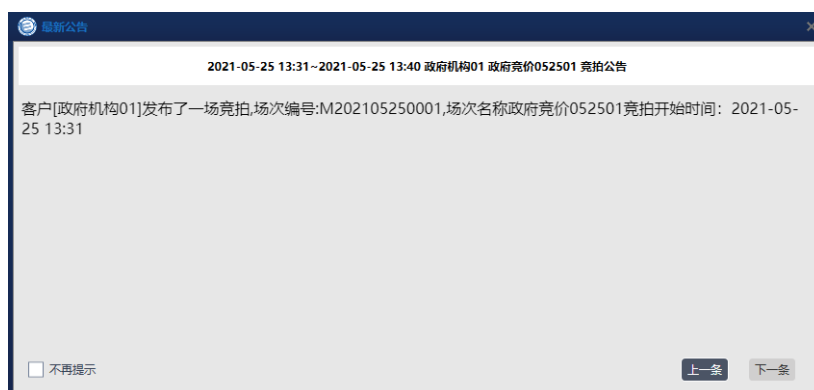 最新公告
2021-05-25 13:31~2021-05-25 13:40 政府机构01 政府竞价052501 竞拍公告
客户[政府机构01]发布了一场竞拍,场次编号:M202105250001,场次名称政府竞价052501竞拍开始时间：2021-05-
25 13:31
不再提示
上一条
下一条